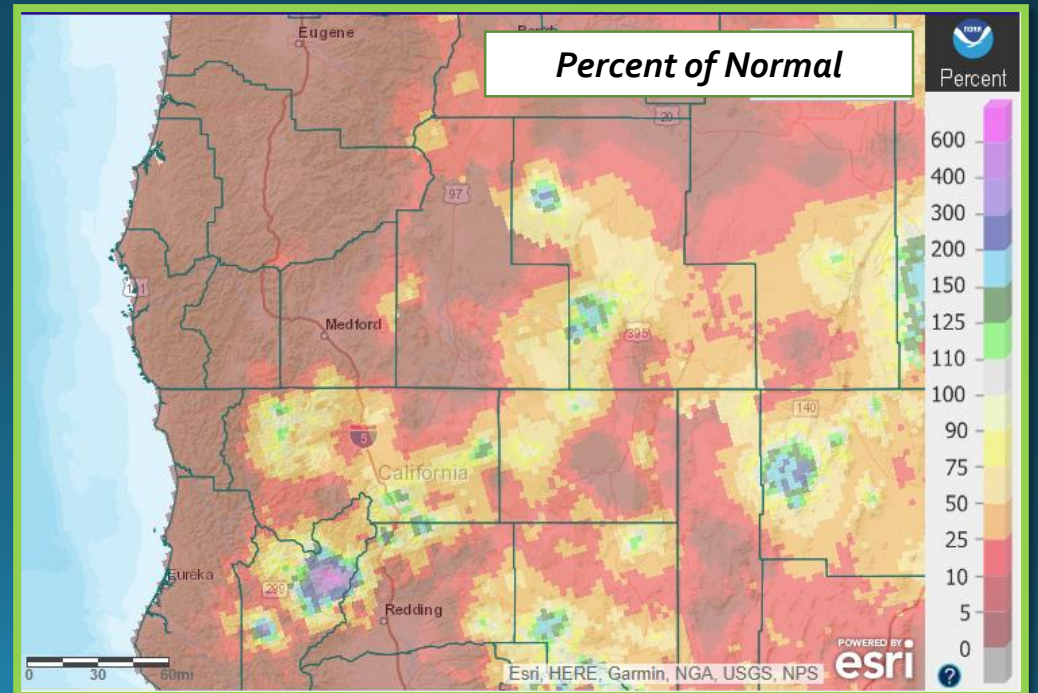 Percent of Normal
Eugene
20
97
Medford
395
140
5
California
299
Eureka
Redding
0 30 60mi
Esri, HERE, Garmin, NGA, USGS, NPS
POWERED BY
esri
NOAA
Percent
600
400
300
200
150
125
110
100
90
75
50
25
10
5
0
?